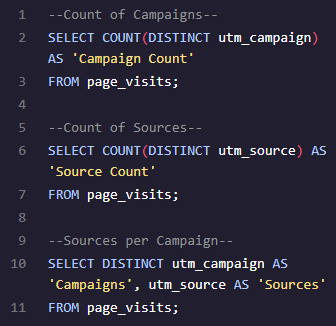 1 --Count of Campaigns--
2 SELECT COUNT(DISTINCT utm_campaign)
AS 'Campaign Count'
3 FROM page_visits;
4
5 --Count of Sources--
6 SELECT COUNT(DISTINCT utm_source) AS
'Source Count'
7 FROM page_visits;
8
9 --Sources per Campaign--
10 SELECT DISTINCT utm_campaign AS
'Campaigns', utm_source AS 'Sources'
11 FROM page_visits;